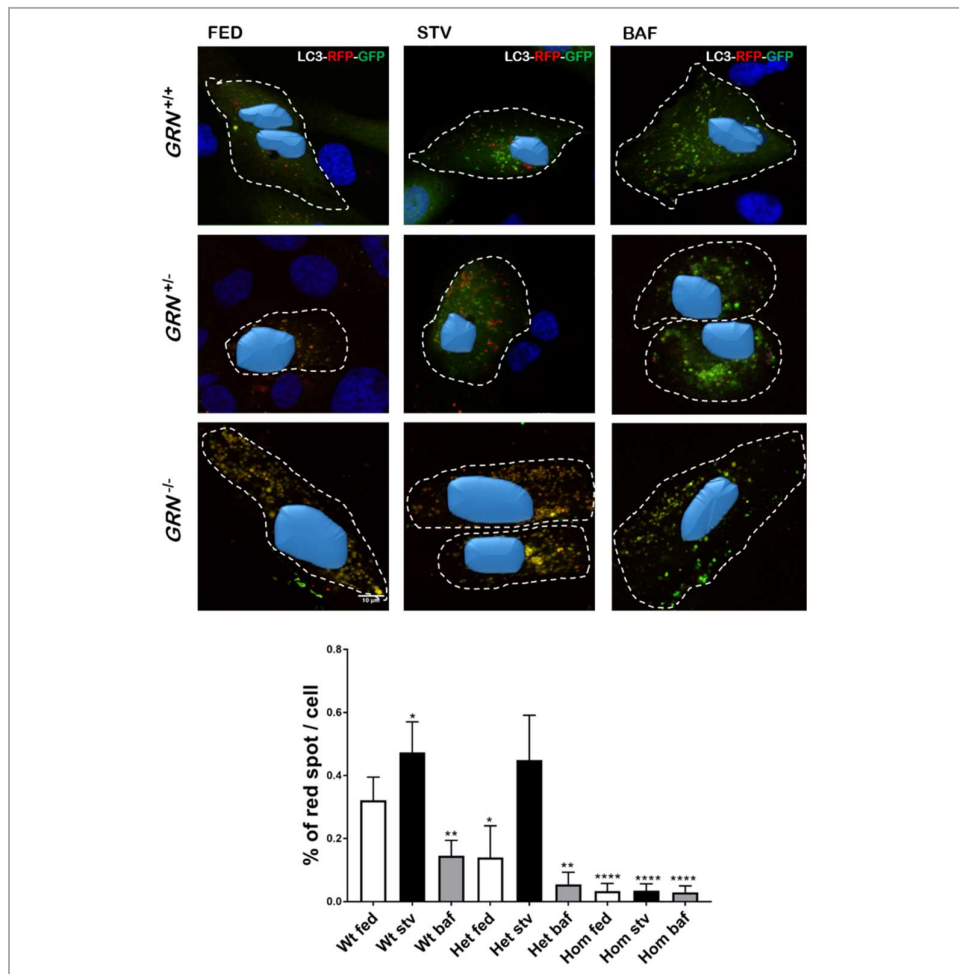 FED STV BAF
LC3-RFP-GFP LC3-RFP-GFP LC3-RFP-GFP
GRN+/+
GRN+/-
GRN-/-
10 µm
% of red spot / cell
0.8
0.6
0.4
0.2
0.0
*
**
*
**
****
****
****
Wt fed
Wt stv
Wt baf
Het fed
Het stv
Het baf
Hom fed
Hom stv
Hom baf